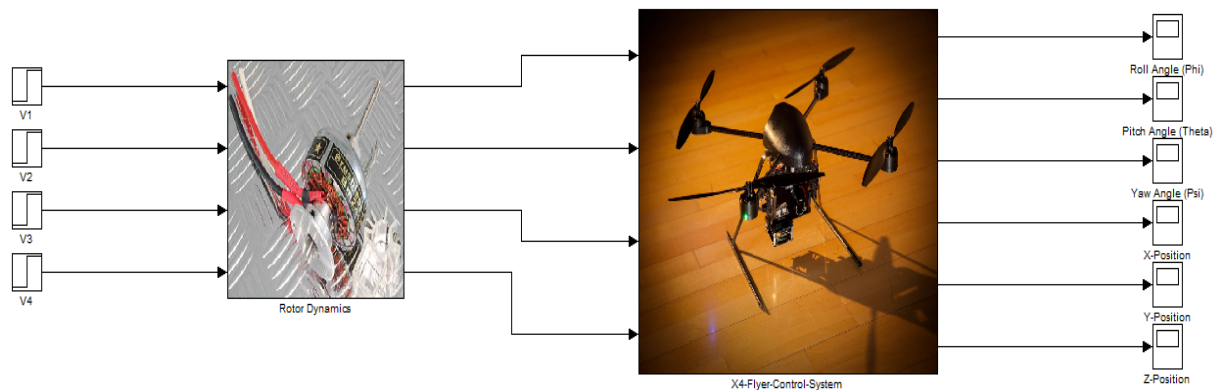 V1
V2
V3
V4
Rotor Dynamics
X4-Flyer-Control-System
Roll Angle (Phi)
Pitch Angle (Theta)
Yaw Angle (Psi)
X-Position
Y-Position
Z-Position